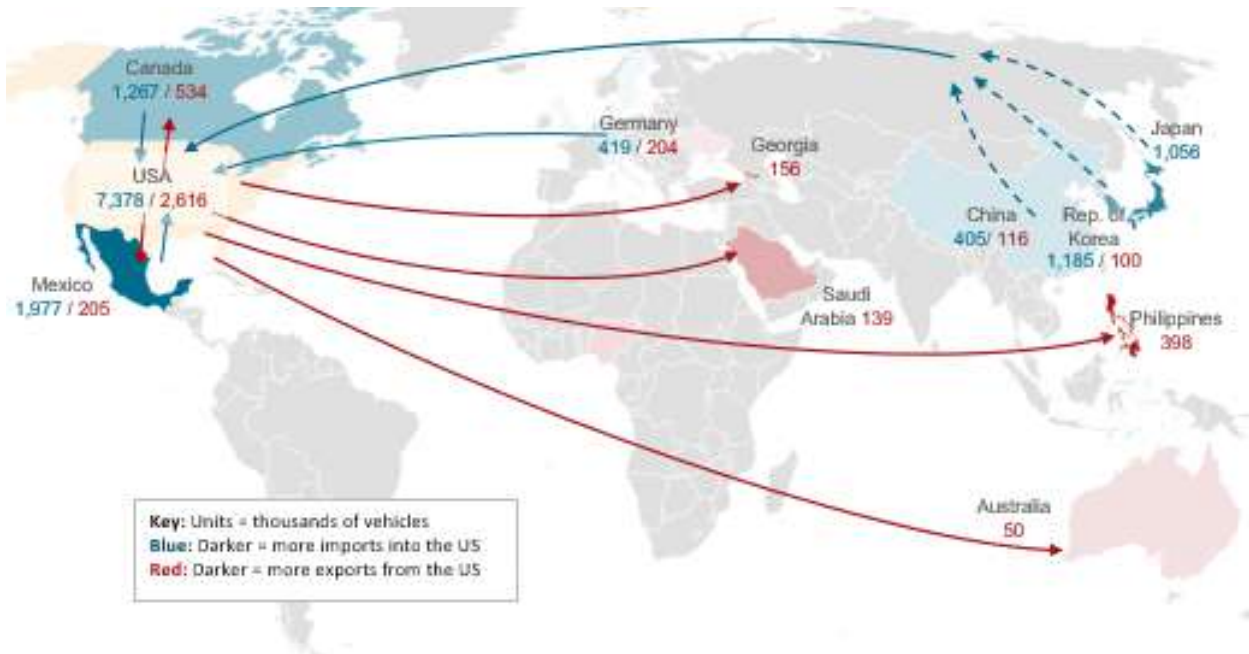 Canada
1,267 / 534
USA
7,378 / 2,616
Mexico
1,977 / 205
Germany
419 / 204
Georgia
156
Japan
1,056
China
405/ 116
Rep. of
Korea
1,185 / 100
Saudi
Arabia 139
Philippines
398
Australia
50
Key: Units = thousands of vehicles
Blue: Darker = more imports into the US
Red: Darker = more exports from the US